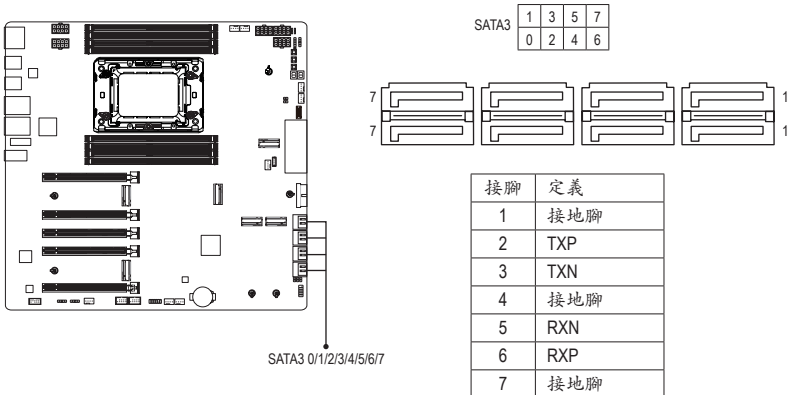 SATA3
1 3 5 7
0 2 4 6
7 1
7 1
接腳 定義
1 接地腳
2 TXP
3 TXN
4 接地腳
5 RXN
6 RXP
7 接地腳
SATA3 0/1/2/3/4/5/6/7